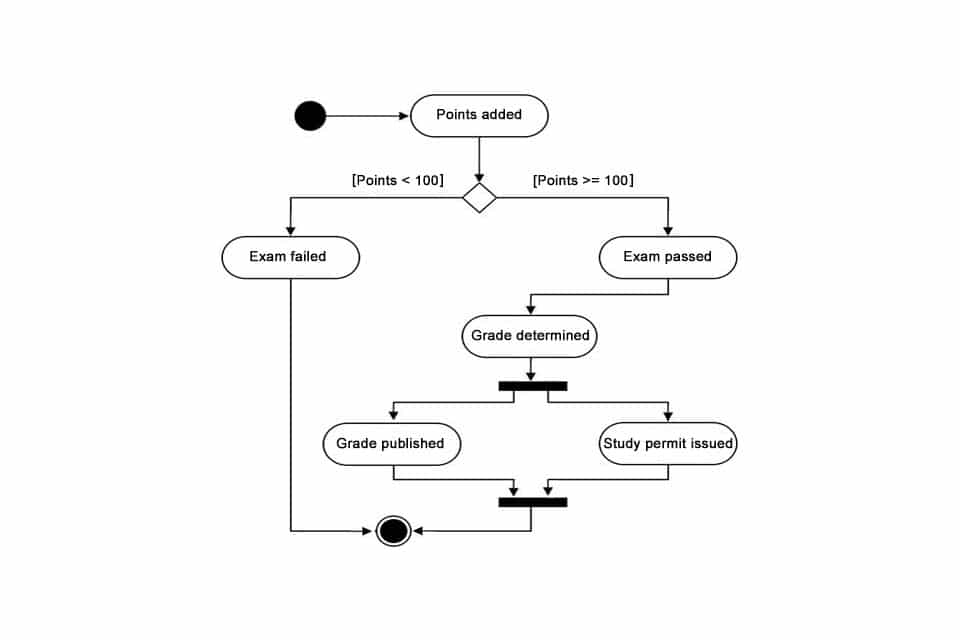 Points added
[Points < 100]
[Points >= 100]
Exam failed
Exam passed
Grade determined
Grade published
Study permit issued